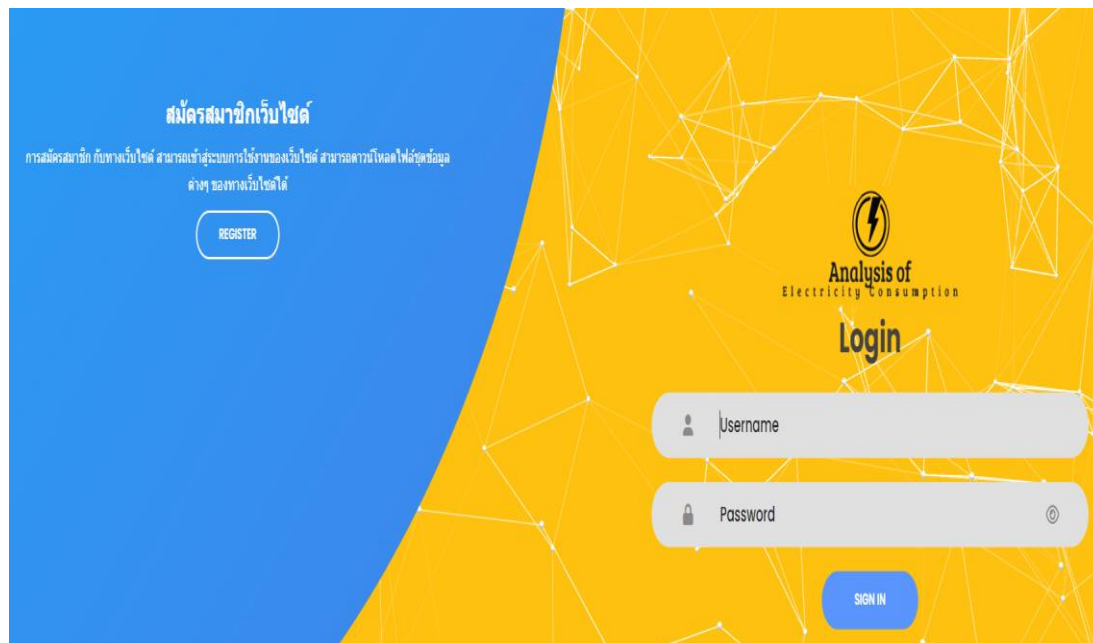 สมัครสมาชิกเว็บไซต์
การสมัครสมาชิก กับทางเว็บไซต์ สามารถเข้าสู่ระบบการใช้งานของเว็บไซต์ สามารถดาวน์โหลดไฟล์ชุดข้อมูล
ต่างๆ ของทางเว็บไซต์ได้
REGISTER
Analysis of
Electricity Consumption
Login
Username
Password
SIGN IN